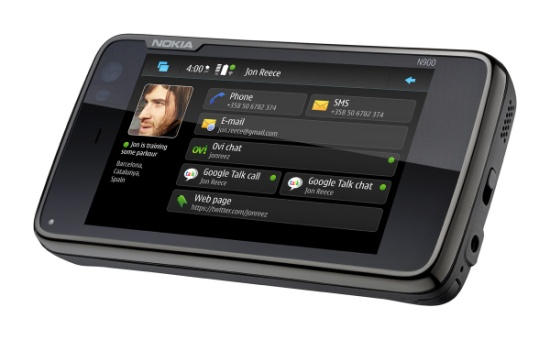 NOKIA
N900
4:00
Jon Reece
Phone
+358 50 6782 374
SMS
+358 50 6782 374
E-mail
Jon.reece@gmail.com
Jon is training
some parkour
Barcelona,
Catalunya,
Spain
ovi
Ovi chat
jonreez
Google Talk call
Jon Reece
Google Talk chat
Jon Reece
Web page
https://twitter.com/jonreez